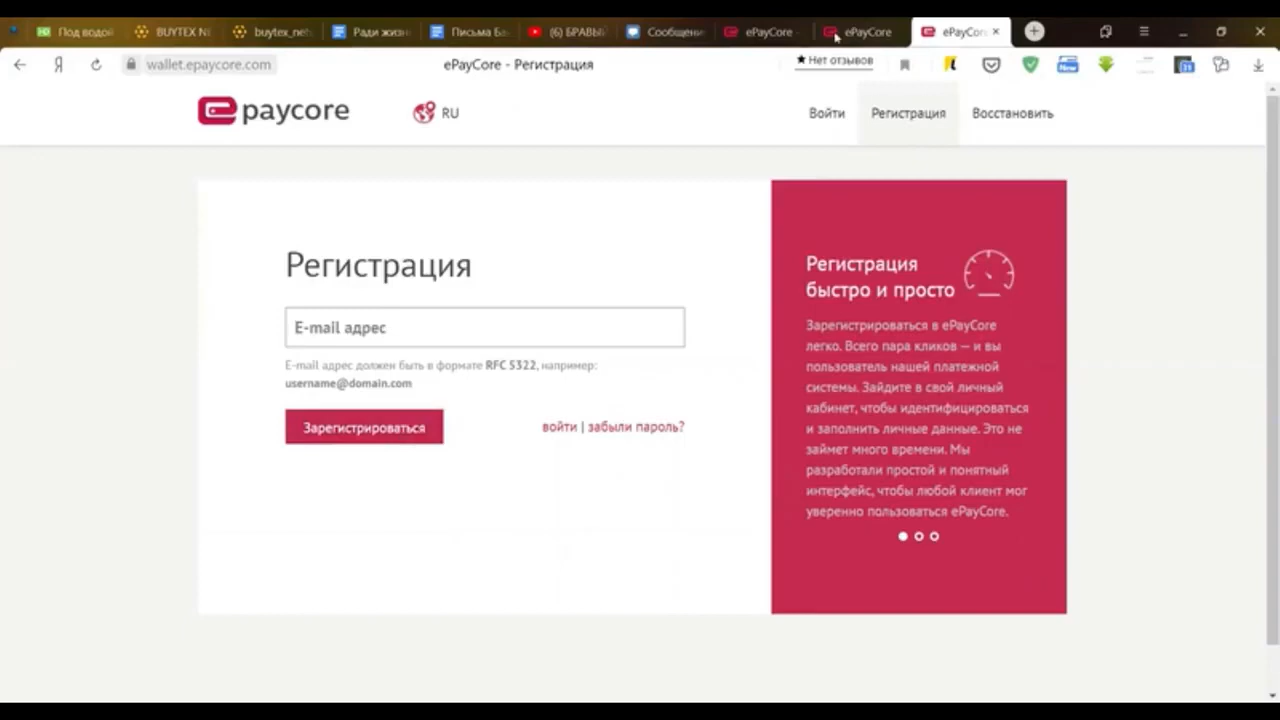 Под водой
BUYTEX N
buytex_net
Ради жизн
Письма Ба
(6) БРАВЫЙ
Сообщени
ePayCore -
ePayCore
ePayCore
wallet.epaycore.com
ePayCore - Регистрация
★ Нет отзывов
paycore
RU
Войти
Регистрация
Восстановить
Регистрация
E-mail адрес
E-mail адрес должен быть в формате RFC 5322, например:
username@domain.com
Зарегистрироваться
войти | забыли пароль?
Регистрация
быстро и просто
Зарегистрироваться в ePayCore
легко. Всего пара кликов — и вы
пользователь нашей платежной
системы. Зайдите в свой личный
кабинет, чтобы идентифицироваться
и заполнить личные данные. Это не
займет много времени. Мы
разработали простой и понятный
интерфейс, чтобы любой клиент мог
уверенно пользоваться ePayCore.